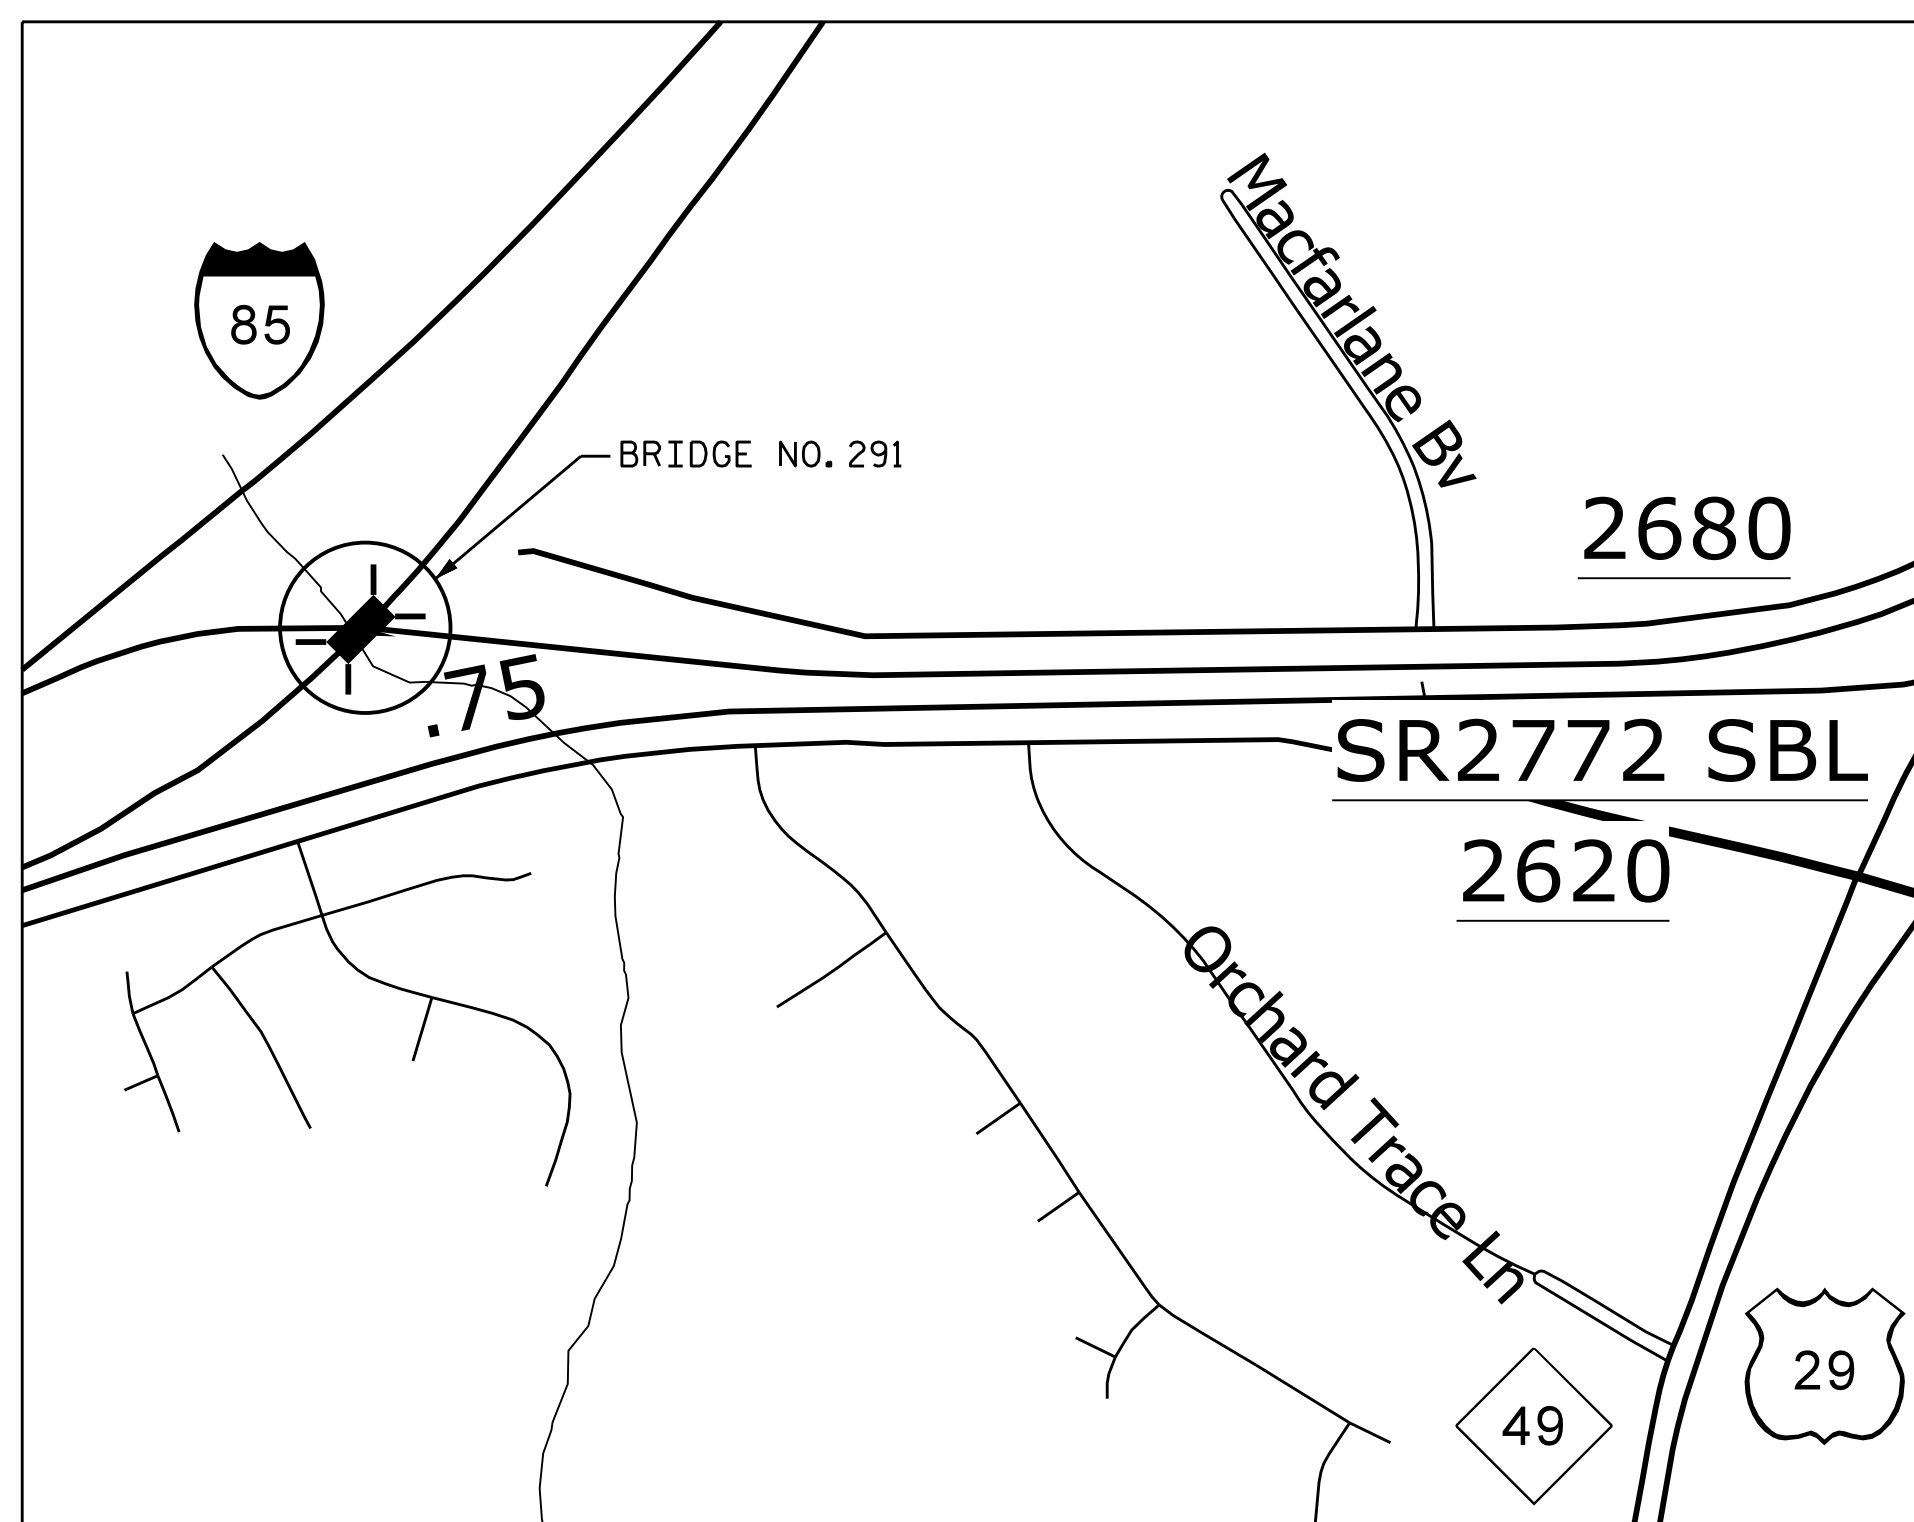 Macfarlane Bv
85
BRIDGE NO. 291
2680
.75
SR2772 SBL
2620
Orchard Trace Ln
29
49